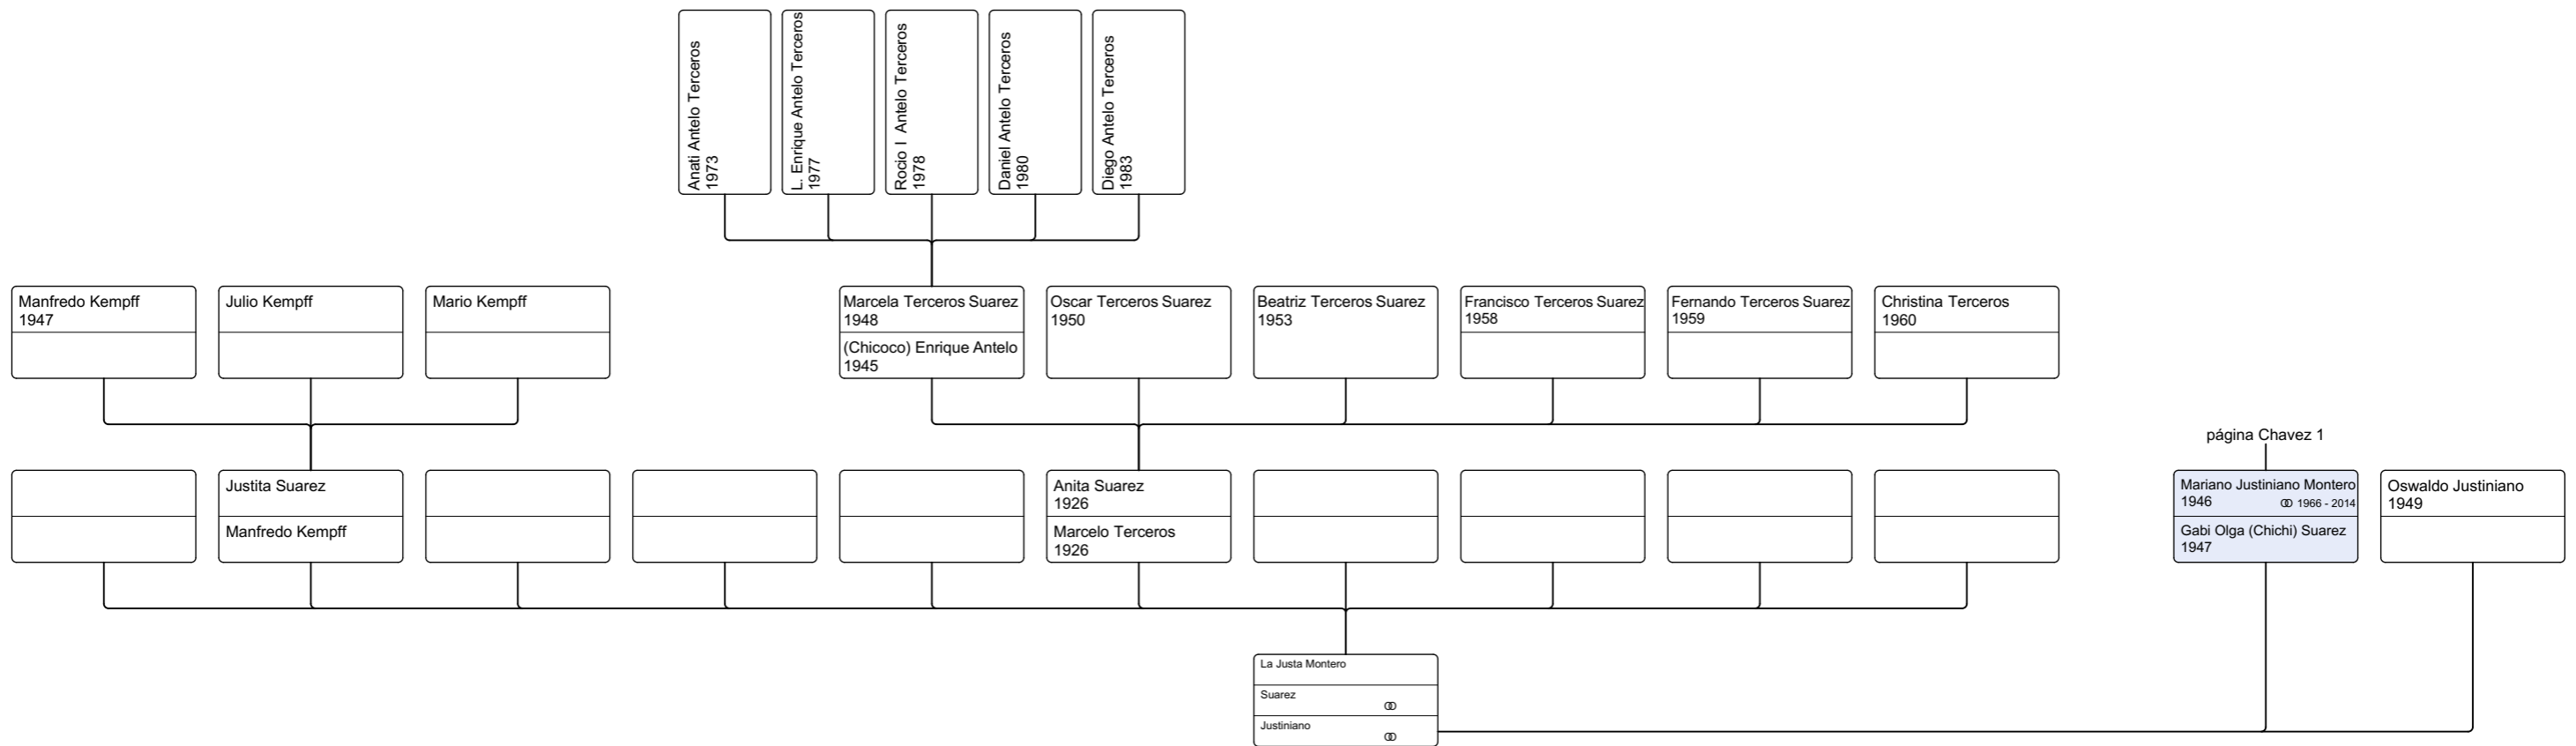 Anati Antelo Terceros
1973
L. Enrique Antelo Terceros
1977
Rocio I Antelo Terceros
1978
Daniel Antelo Terceros
1980
Diego Antelo Terceros
1983
Manfredo Kempff
1947
Julio Kempff
Mario Kempff
Marcela Terceros Suarez
1948
(Chicoco) Enrique Antelo
1945
Oscar Terceros Suarez
1950
Beatriz Terceros Suarez
1953
Francisco Terceros Suarez
1958
Fernando Terceros Suarez
1959
Christina Terceros
1960
página Chavez 1
Justita Suarez
Manfredo Kempff
Anita Suarez
1926
Marcelo Terceros
1926
Mariano Justiniano Montero
1946 ⚭ 1966 - 2014
Gabi Olga (Chichi) Suarez
1947
Oswaldo Justiniano
1949
La Justa Montero
Suarez
⚭
Justiniano
⚭